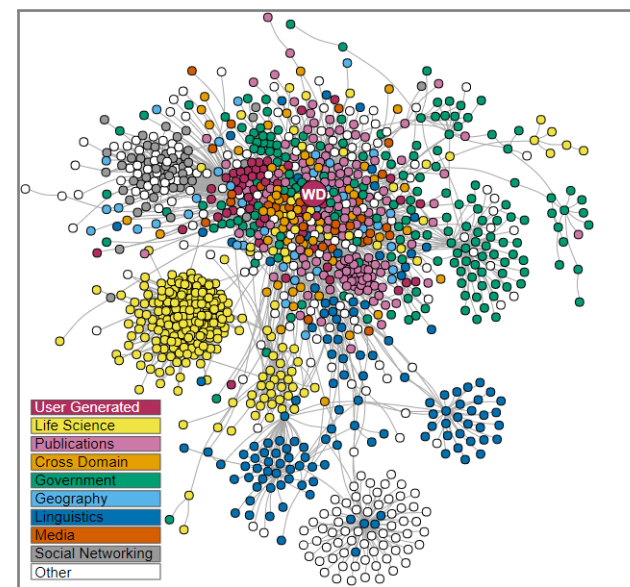 WD
User Generated
Life Science
Publications
Cross Domain
Government
Geography
Linguistics
Media
Social Networking
Other